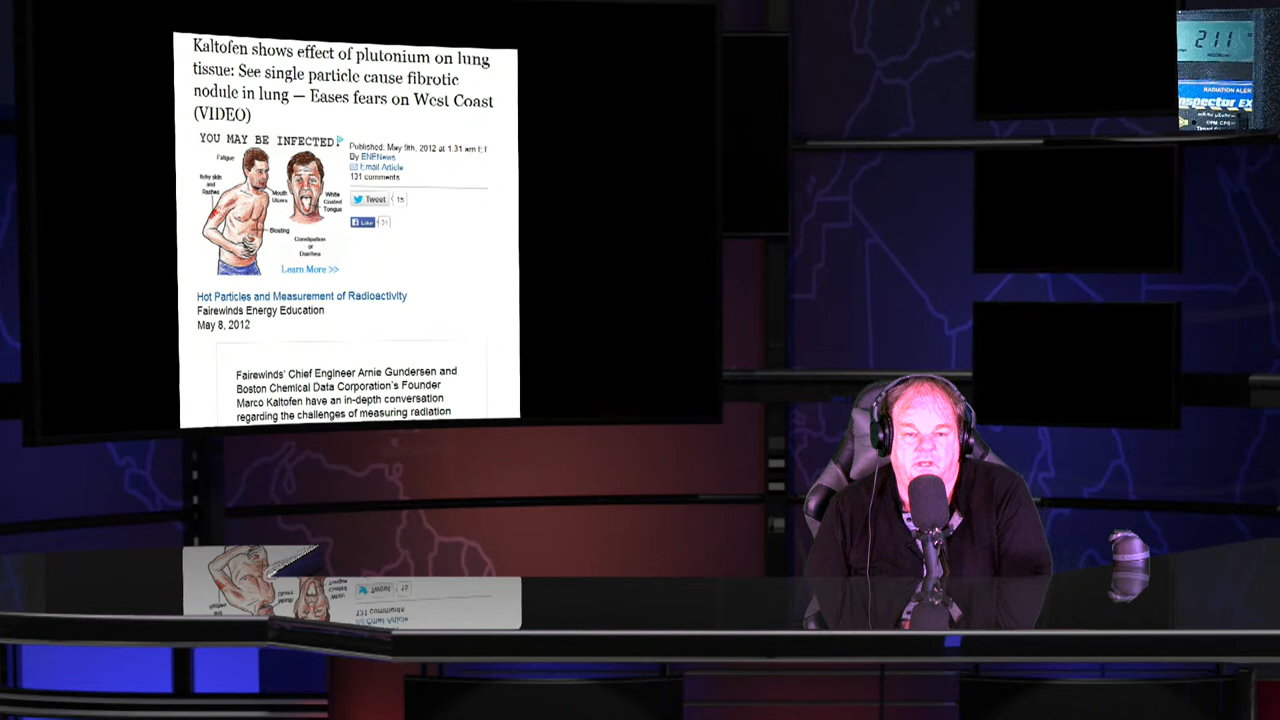 Kaltofen shows effect of plutonium on lung
tissue: See single particle cause fibrotic
nodule in lung — Eases fears on West Coast
(VIDEO)
YOU MAY BE INFECTED
Fatigue
Itchy skin
and
Rashes
Mouth
Ulcers
White
Coated
Tongue
Bloating
Constipation
or
Diarrhea
Learn More >>
Published: May 9th, 2012 at 1:31 am ET
By ENENews
Email Article
131 comments
Tweet 15
Like 31
Hot Particles and Measurement of Radioactivity
Fairewinds Energy Education
May 8, 2012
Fairewinds' Chief Engineer Arnie Gundersen and
Boston Chemical Data Corporation's Founder
Marco Kaltofen have an in-depth conversation
regarding the challenges of measuring radiation
211
RADIATION ALER
Inspector EX